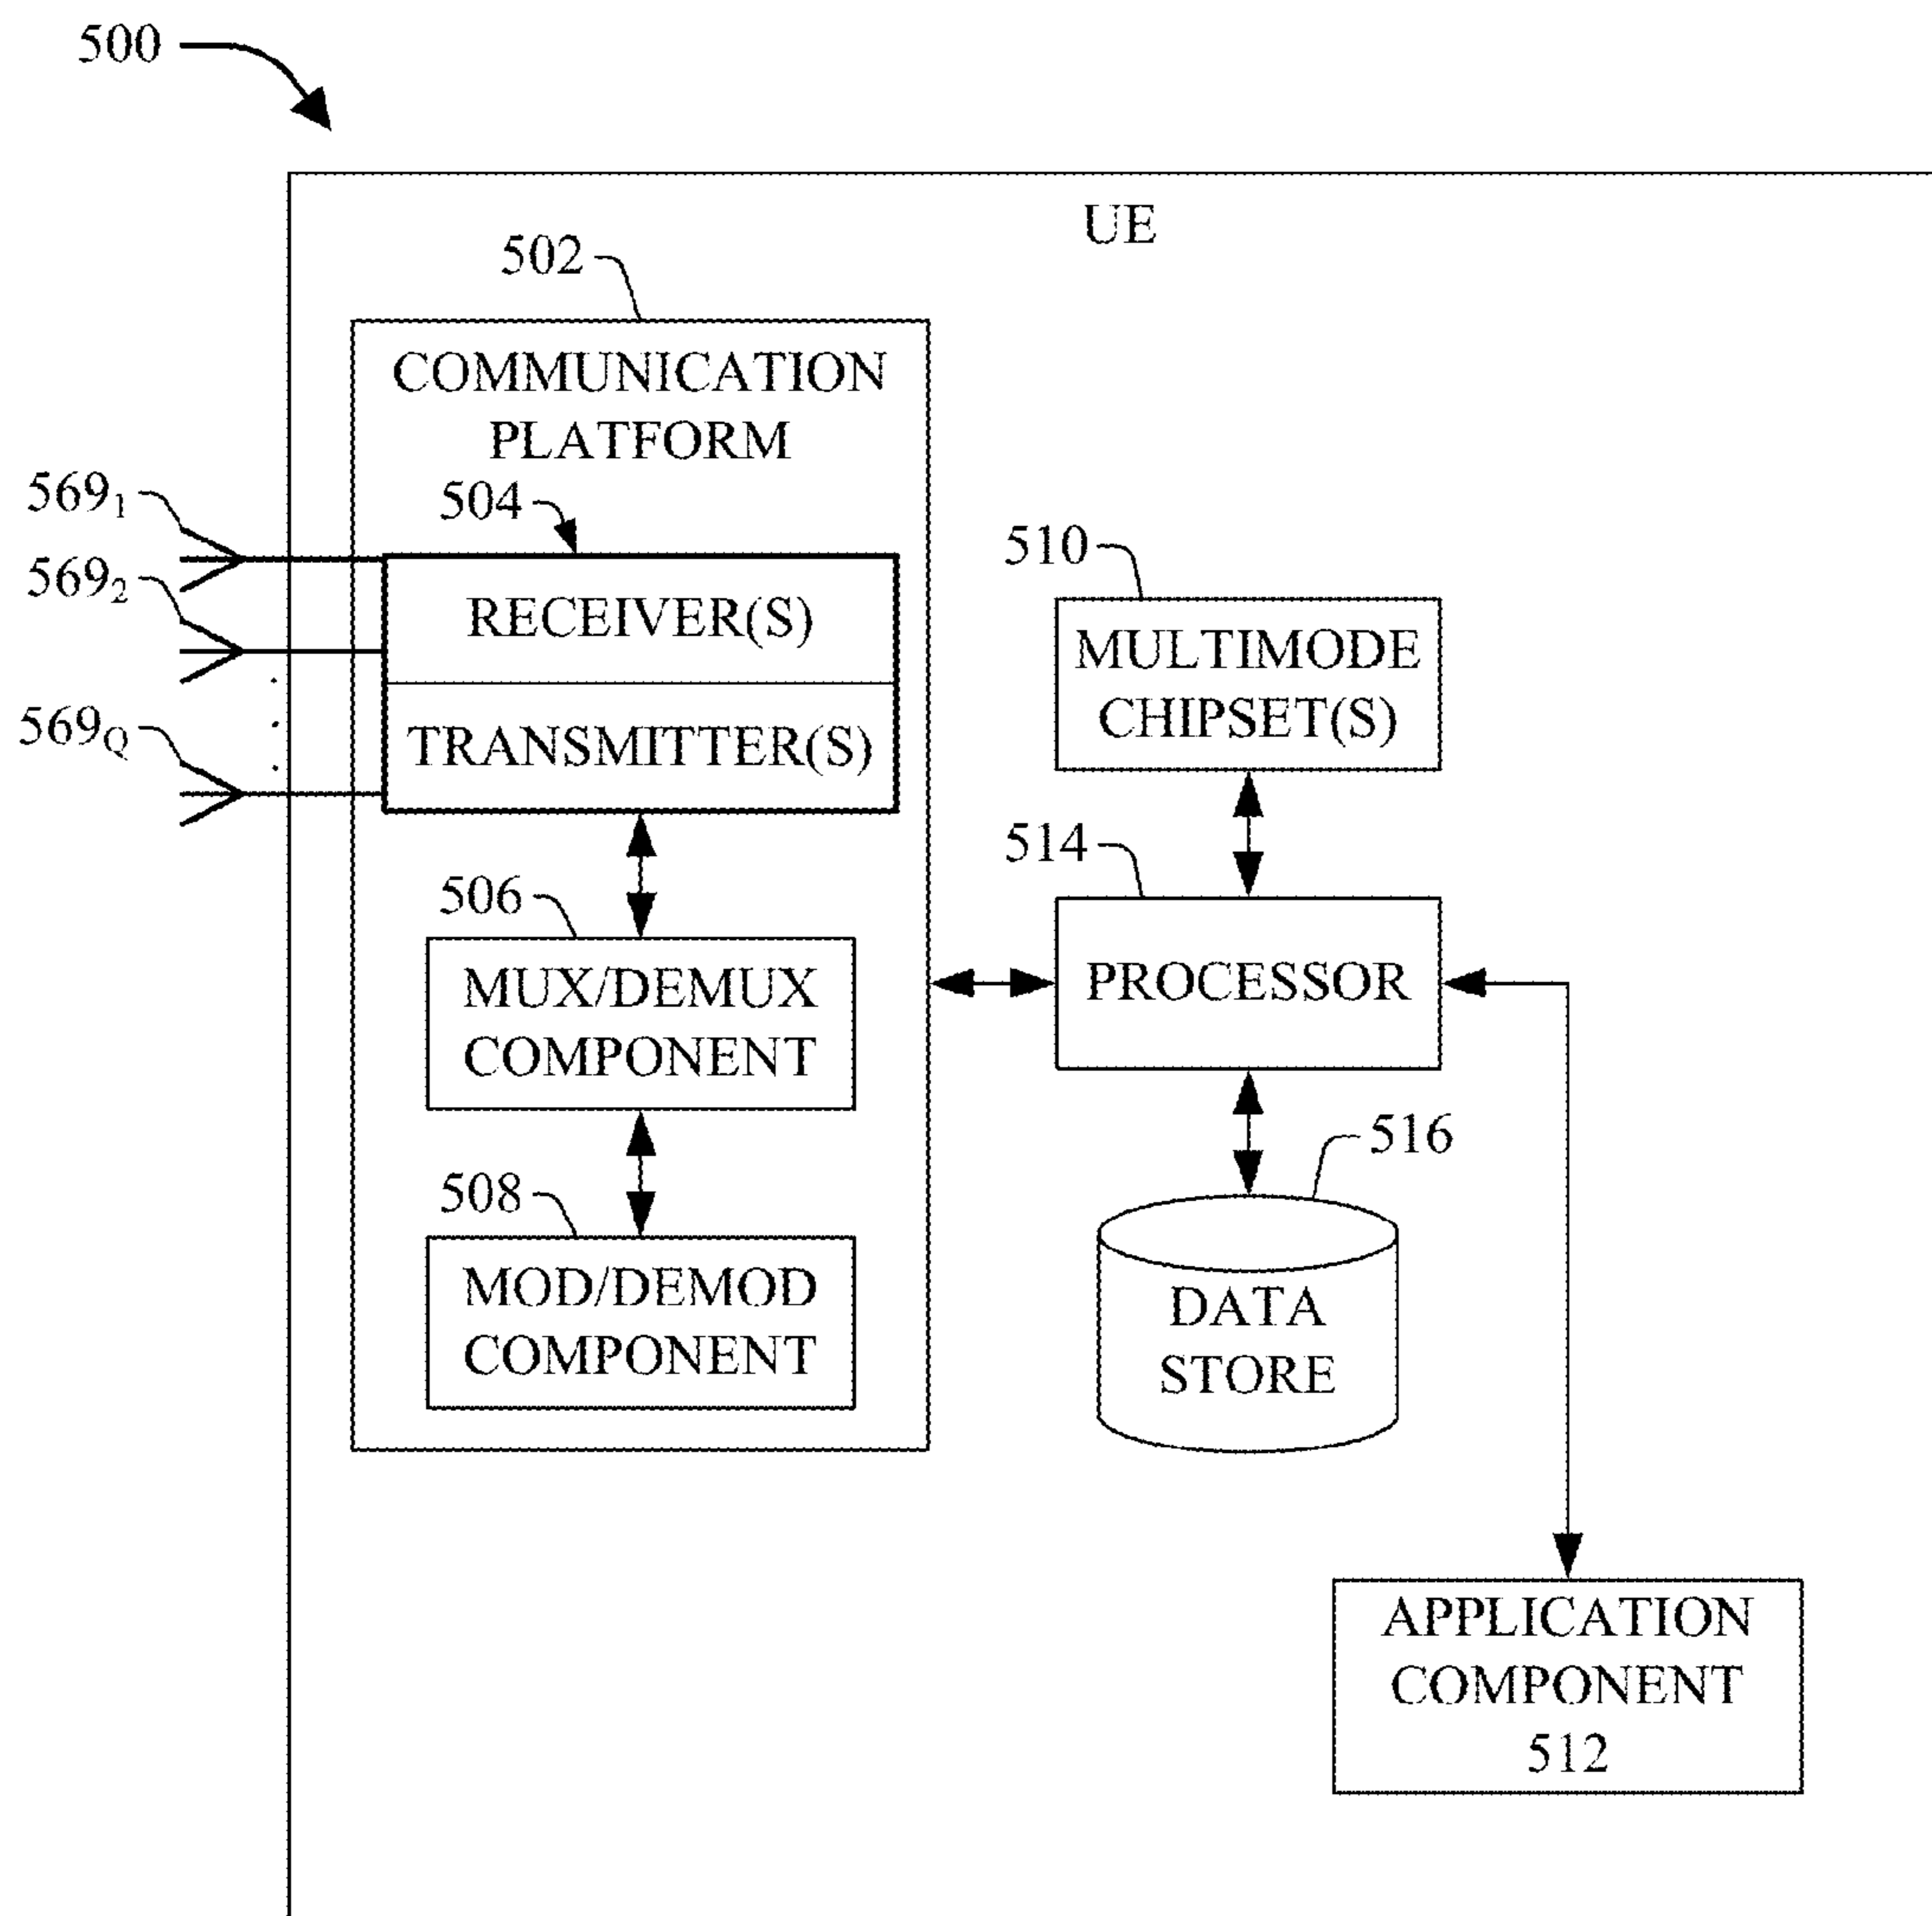 500
UE
502
COMMUNICATION
PLATFORM
569₁
504
569₂
RECEIVER(S)
569Q
TRANSMITTER(S)
510
MULTIMODE
CHIPSET(S)
506
MUX/DEMUX
COMPONENT
514
PROCESSOR
508
MOD/DEMOD
COMPONENT
516
DATA
STORE
APPLICATION
COMPONENT
512